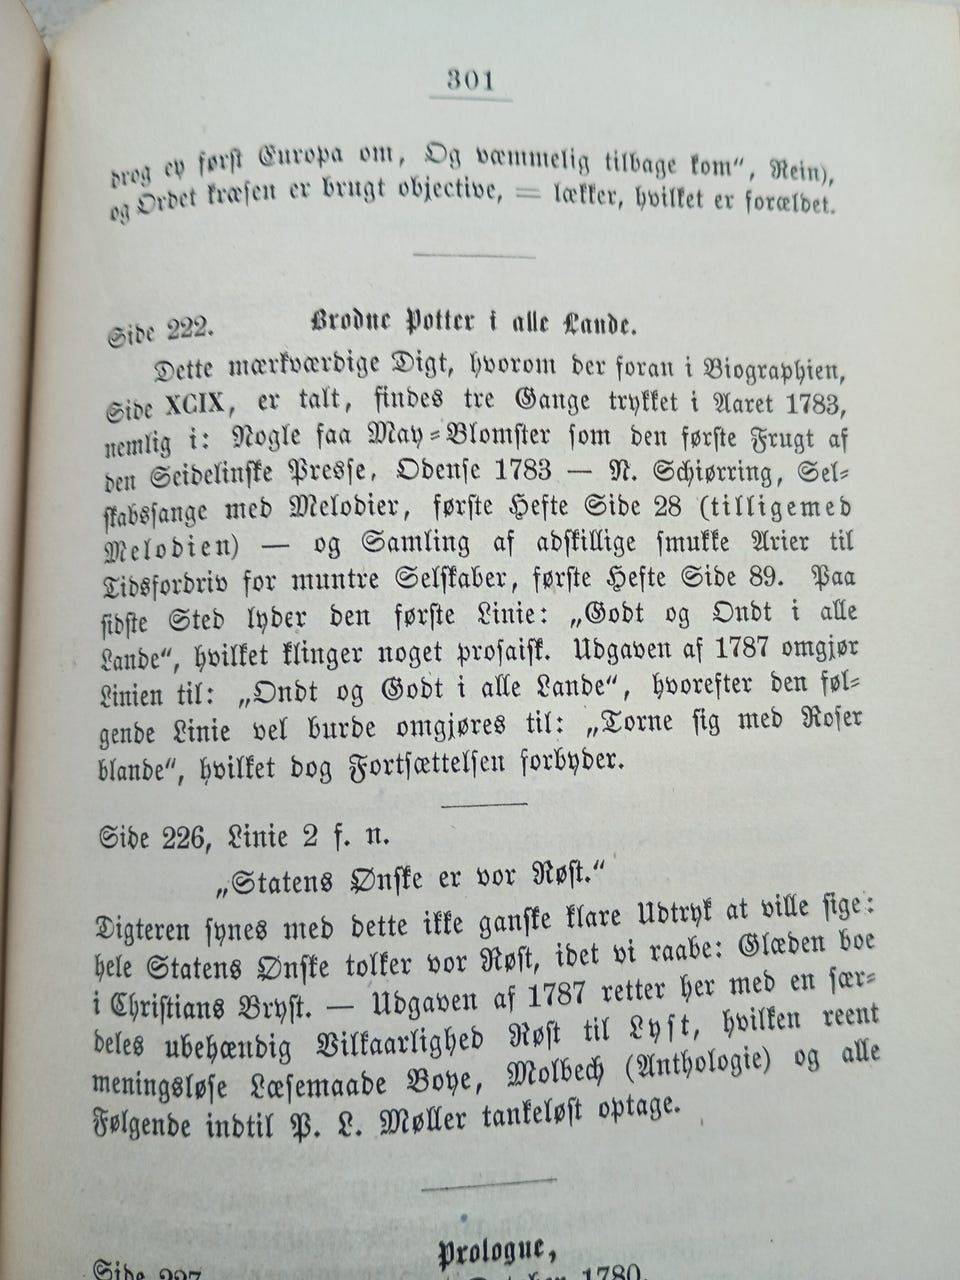 301
drog ey først Europa om, Og væmmelig tilbage kom“, Rein),
og Ordet kræsen er brugt objective, = lækker, hvilket er forældet.
Side 222. Brodne Potter i alle Lande.
Dette mærkværdige Digt, hvorom der foran i Biographien,
Side XCIX, er talt, findes tre Gange trykket i Aaret 1783,
nemlig i: Nogle faa May-Blomster som den første Frugt af
den Seidelinske Presse, Odense 1783 — N. Schiørring, Sel-
skabssange med Melodier, første Hefte Side 28 (tilligemed
Melodien) — og Samling af adskillige smukke Arier til
Tidsfordriv for muntre Selskaber, første Hefte Side 89. Paa
sidste Sted lyder den første Linie: „Godt og Ondt i alle
Lande“, hvilket klinger noget prosaisk. Udgaven af 1787 omgjør
Linien til: „Ondt og Godt i alle Lande“, hvorefter den føl-
gende Linie vel burde omgjøres til: „Torne sig med Roser
blande“, hvilket dog Fortsættelsen forbyder.
Side 226, Linie 2 f. n.
„Statens Ønske er vor Røst.“
Digteren synes med dette ikke ganske klare Udtryk at ville sige:
hele Statens Ønske tolker vor Røst, idet vi raabe: Glæden boe
i Christians Bryst. — Udgaven af 1787 retter her med en sær-
deles ubehændig Vilkaarlighed Røst til Lyst, hvilken reent
meningsløse Læsemaade Boye, Molbech (Anthologie) og alle
Følgende indtil P. L. Møller tankeløst optage.
Prologue,
Side 227. October 1780.